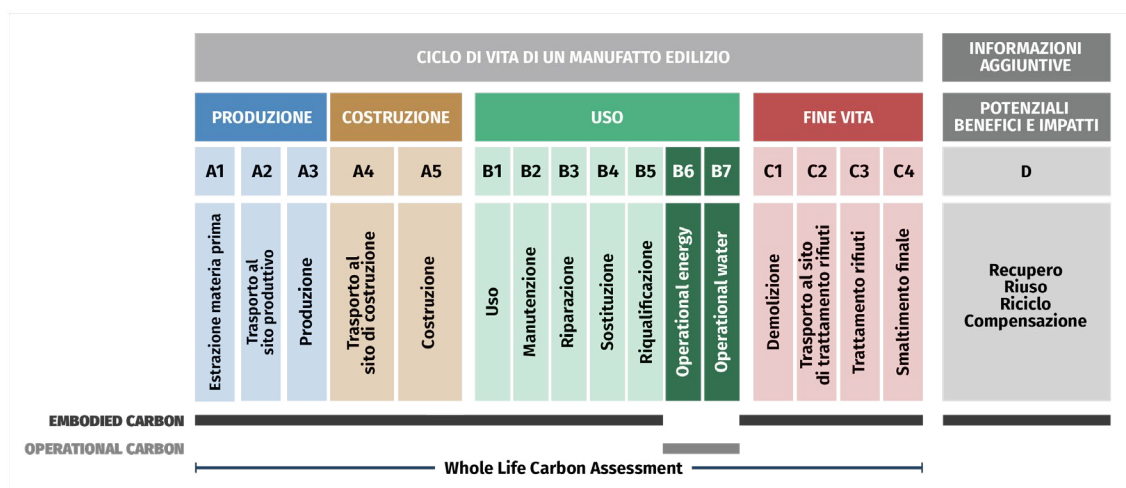 CICLO DI VITA DI UN MANUFATTO EDILIZIO
INFORMAZIONI
AGGIUNTIVE
PRODUZIONE
COSTRUZIONE
USO
FINE VITA
POTENZIALI
BENEFICI E IMPATTI
A1
A2
A3
A4
A5
B1
B2
B3
B4
B5
B6
B7
C1
C2
C3
C4
D
Estrazione materia prima
Trasporto al
sito produttivo
Produzione
Trasporto al
sito di costruzione
Costruzione
Uso
Manutenzione
Riparazione
Sostituzione
Riqualificazione
Operational energy
Operational water
Demolizione
Trasporto al sito
di trattamento rifiuti
Trattamento rifiuti
Smaltimento finale
Recupero
Riuso
Riciclo
Compensazione
EMBODIED CARBON
OPERATIONAL CARBON
Whole Life Carbon Assessment